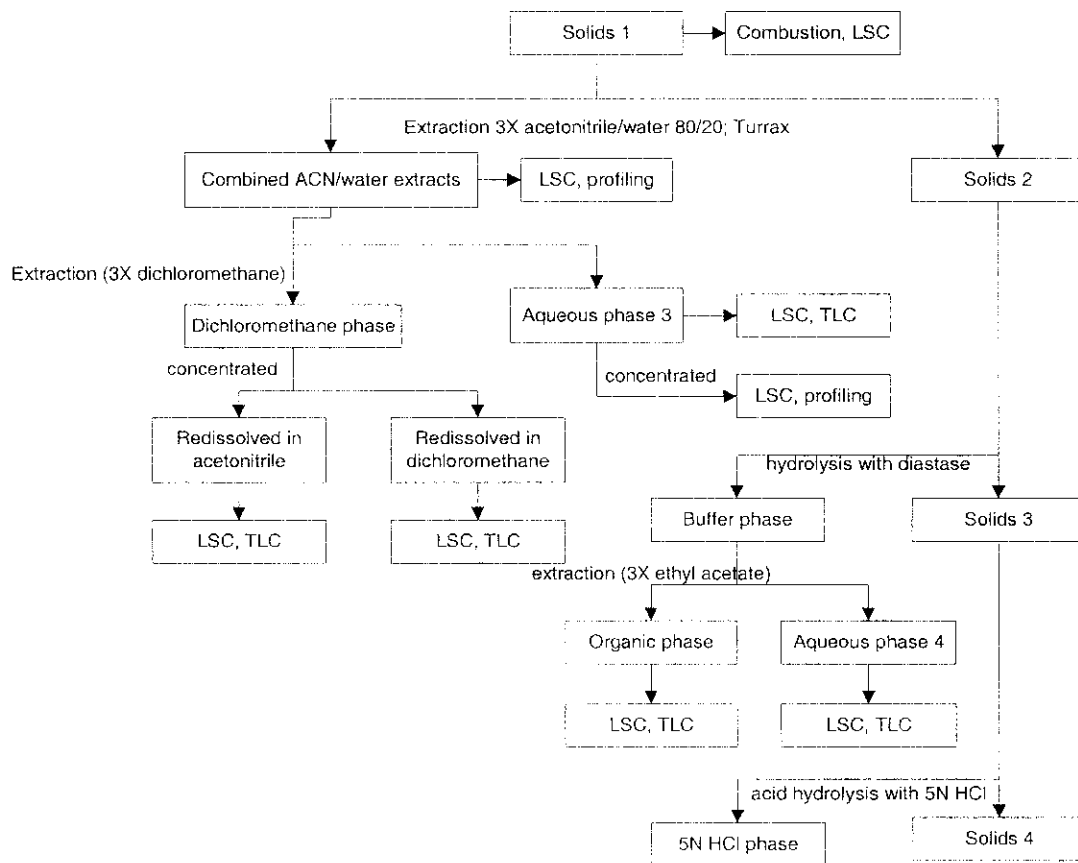 Solids 1
Combustion, LSC
Extraction 3X acetonitrile/water 80/20; Turrax
Combined ACN/water extracts
LSC, profiling
Solids 2
Extraction (3X dichloromethane)
Dichloromethane phase
Aqueous phase 3
LSC, TLC
concentrated
concentrated
LSC, profiling
Redissolved in
acetonitrile
Redissolved in
dichloromethane
hydrolysis with diastase
LSC, TLC
LSC, TLC
Buffer phase
Solids 3
extraction (3X ethyl acetate)
Organic phase
Aqueous phase 4
LSC, TLC
LSC, TLC
acid hydrolysis with 5N HCl
5N HCl phase
Solids 4